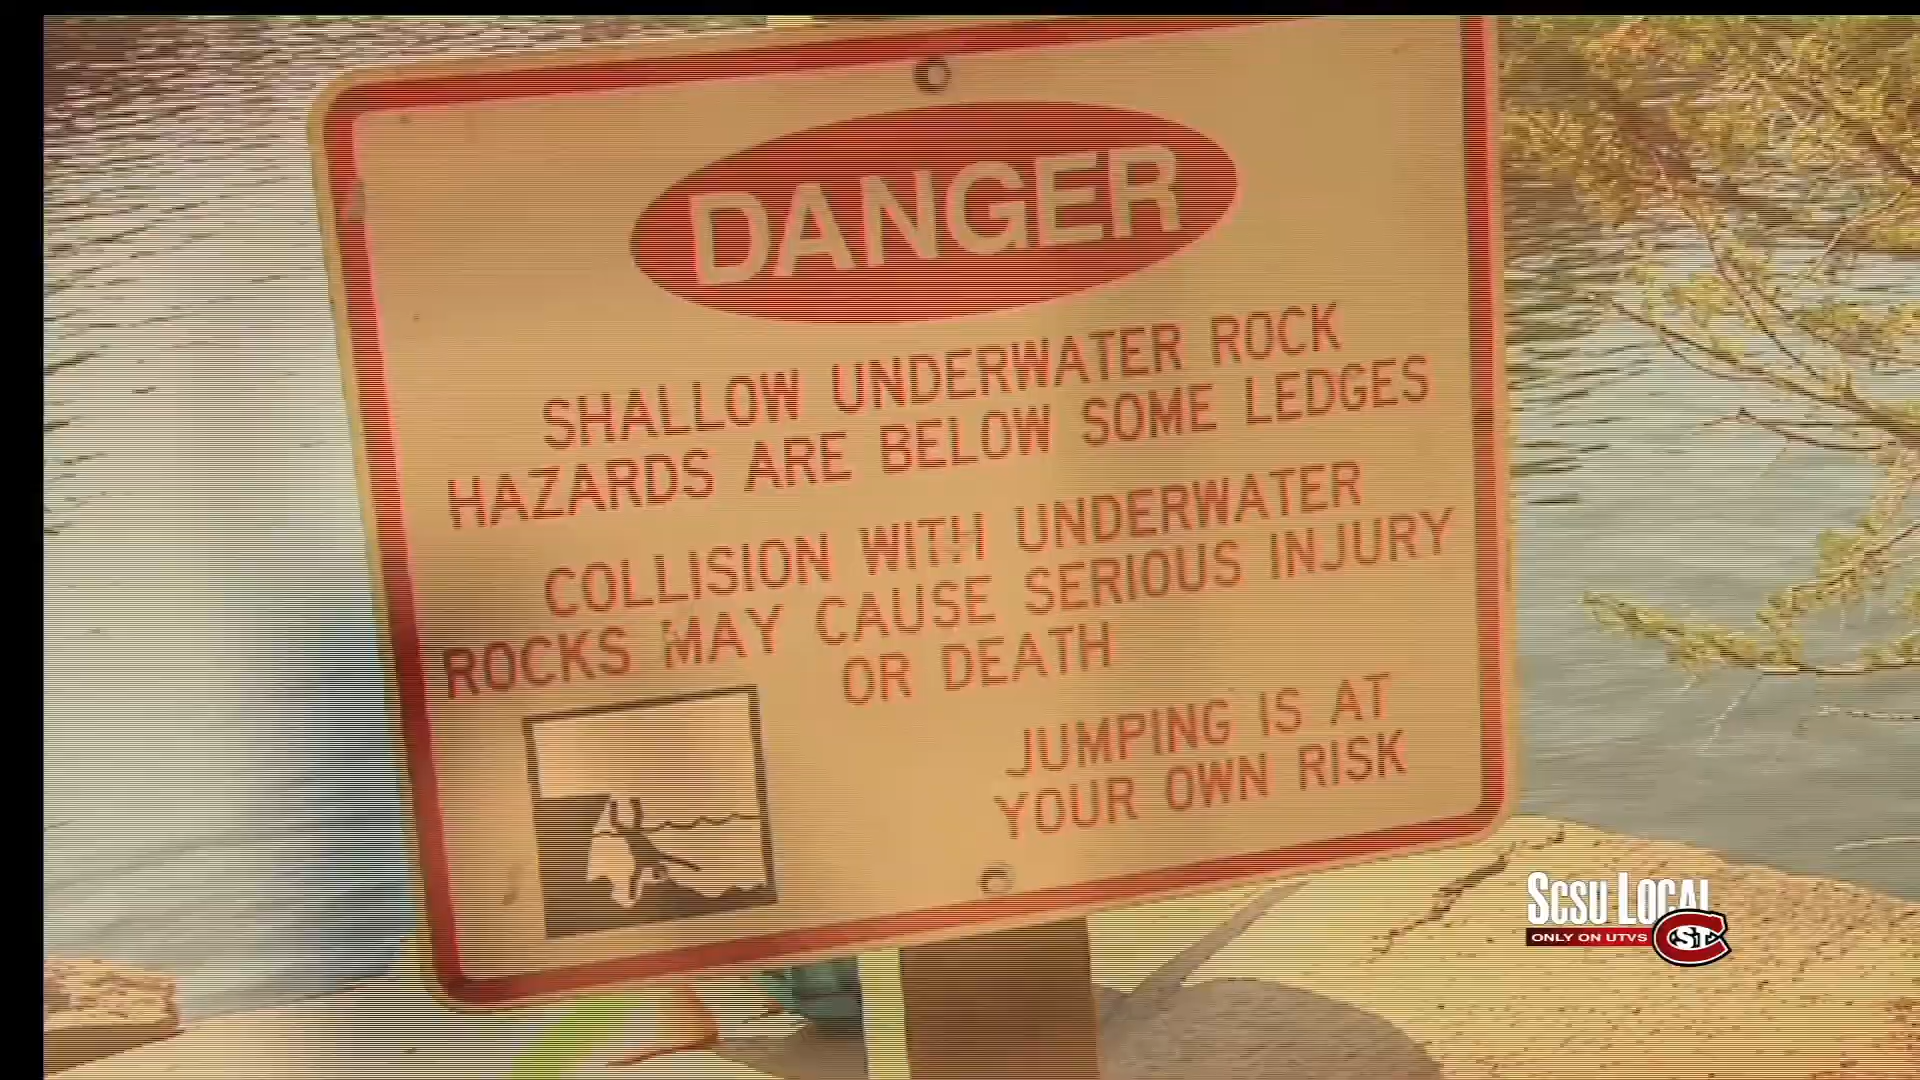 DANGER
SHALLOW UNDERWATER ROCK
HAZARDS ARE BELOW SOME LEDGES
COLLISION WITH UNDERWATER
ROCKS MAY CAUSE SERIOUS INJURY
OR DEATH
JUMPING IS AT
YOUR OWN RISK
SCSU LOCAL
ONLY ON UTVS
ST C